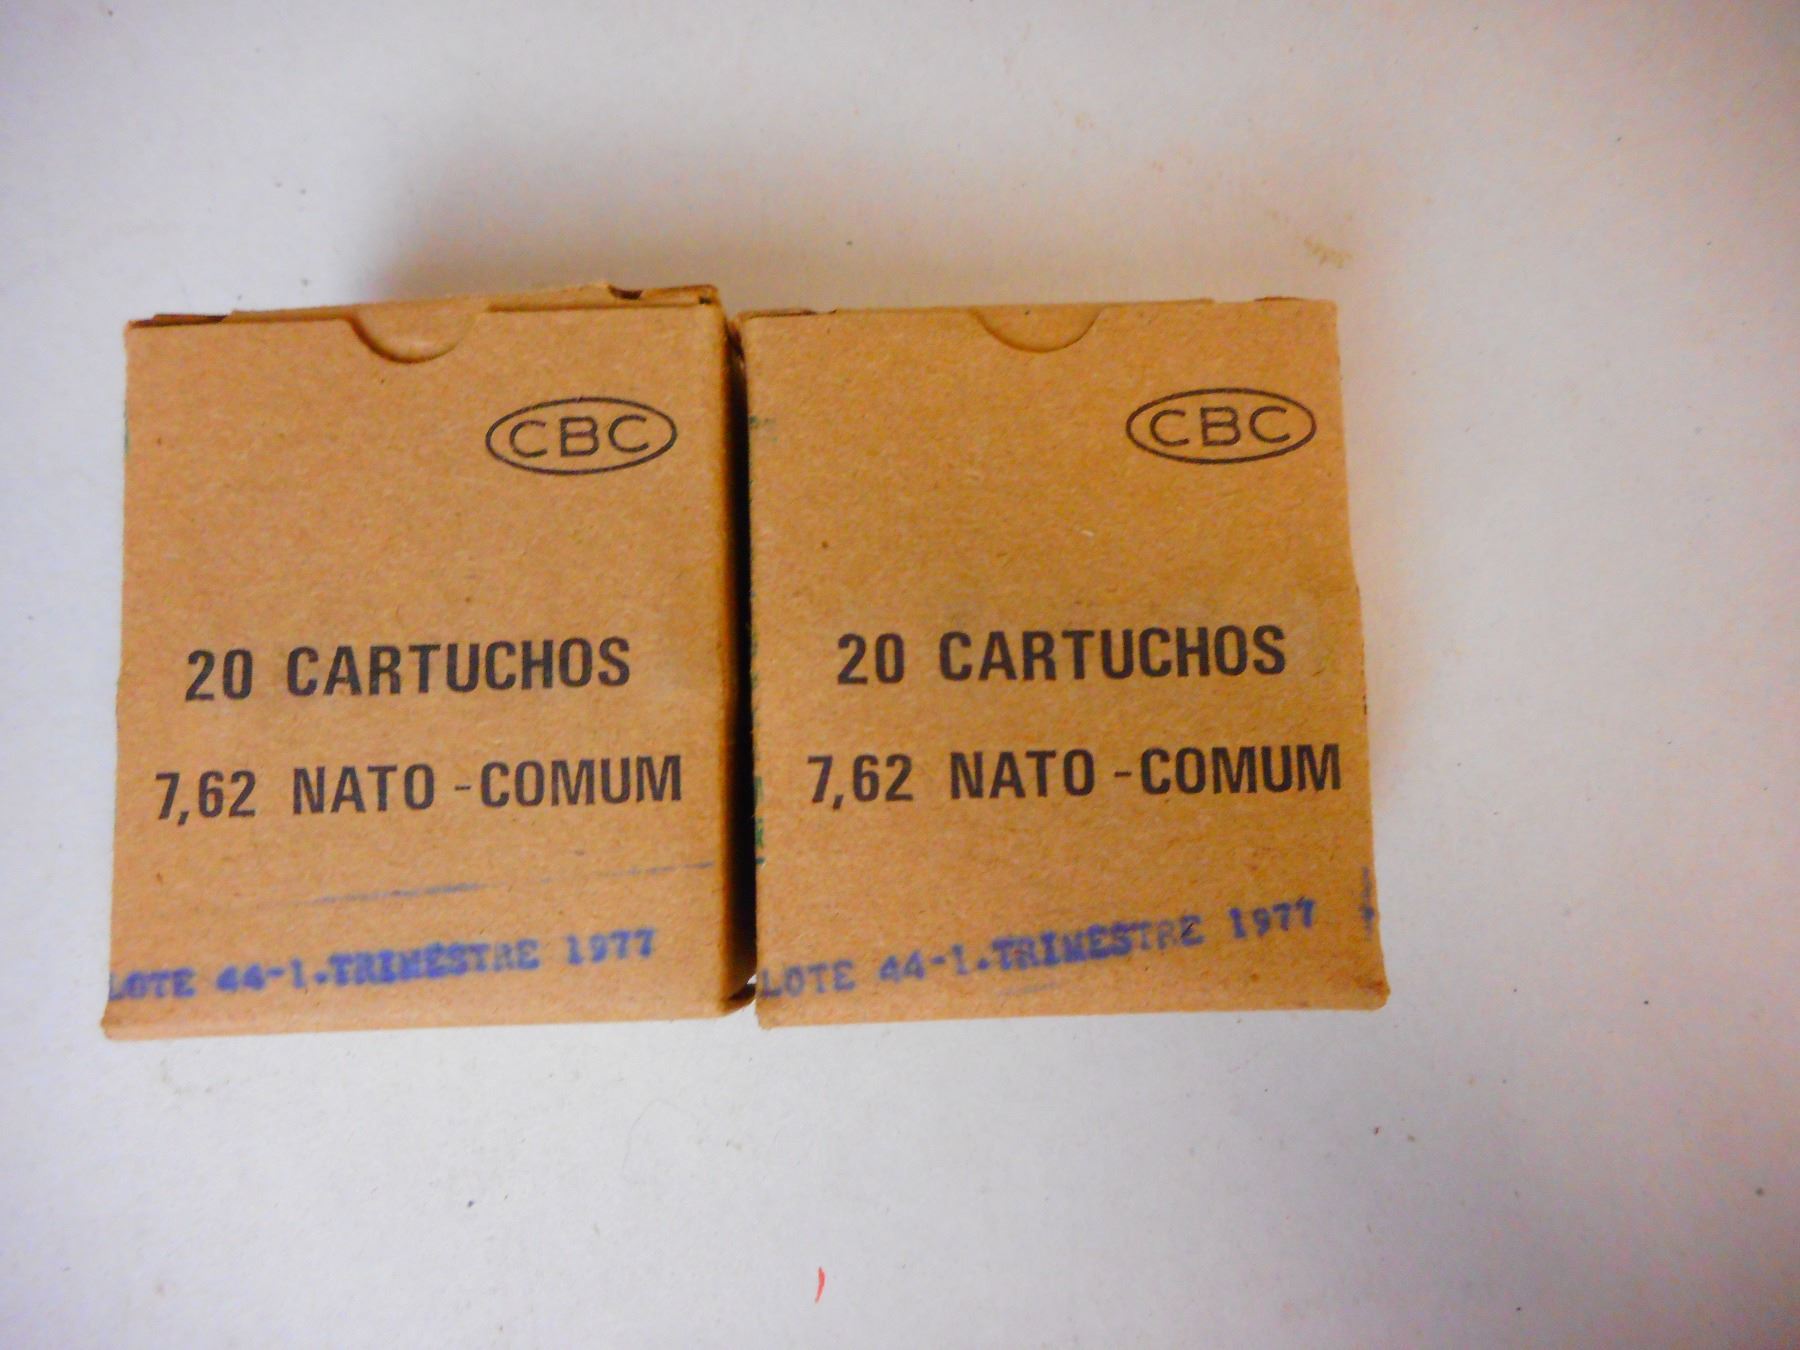 CBC
20 CARTUCHOS
7,62 NATO -COMUM
LOTE 44-1.TRIMESTRE 1977
CBC
20 CARTUCHOS
7,62 NATO -COMUM
LOTE 44-1.TRIMESTRE 1977